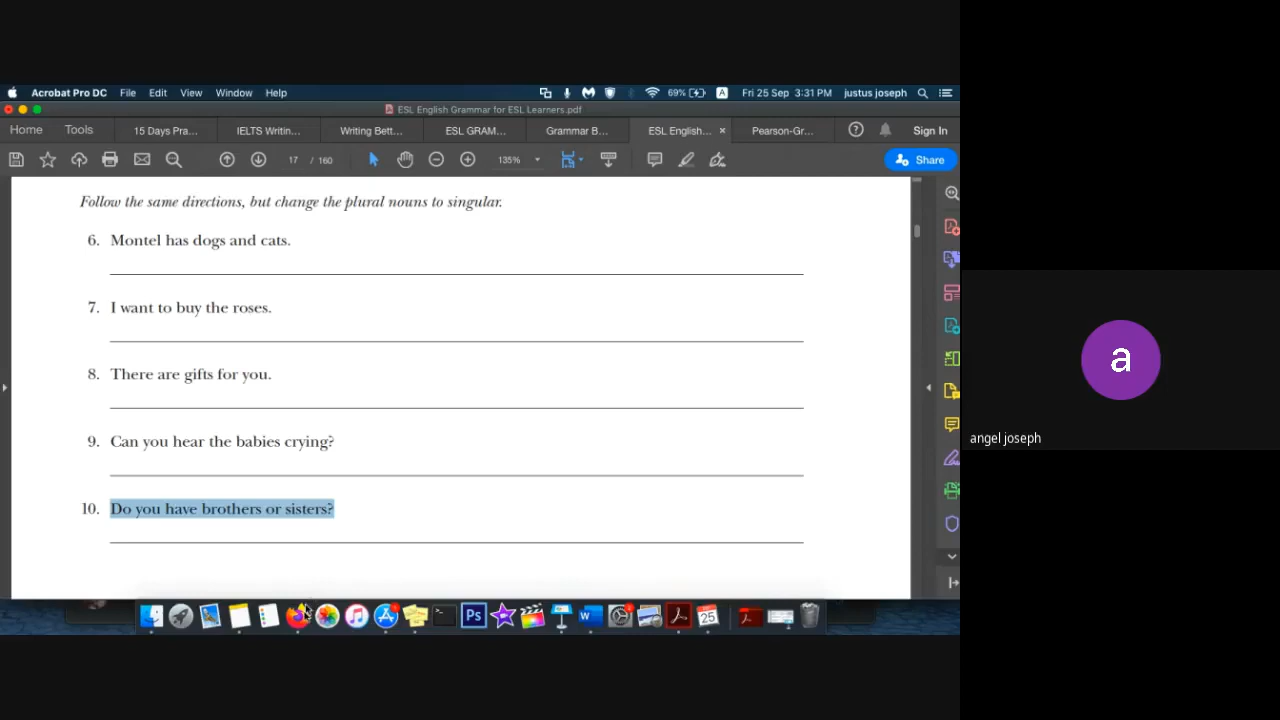 Acrobat Pro DC File Edit View Window Help 69% A Fri 25 Sep 3:31 PM justus joseph
ESL English Grammar for ESL Learners.pdf
Home Tools 15 Days Pra... IELTS Writin... Writing Bett... ESL GRAM... Grammar B... ESL English... × Pearson-Gr... Sign In
17 / 160 135% Share
Follow the same directions, but change the plural nouns to singular.
6. Montel has dogs and cats.
7. I want to buy the roses.
8. There are gifts for you.
9. Can you hear the babies crying?
10. Do you have brothers or sisters?
Ps W 25
a
angel joseph